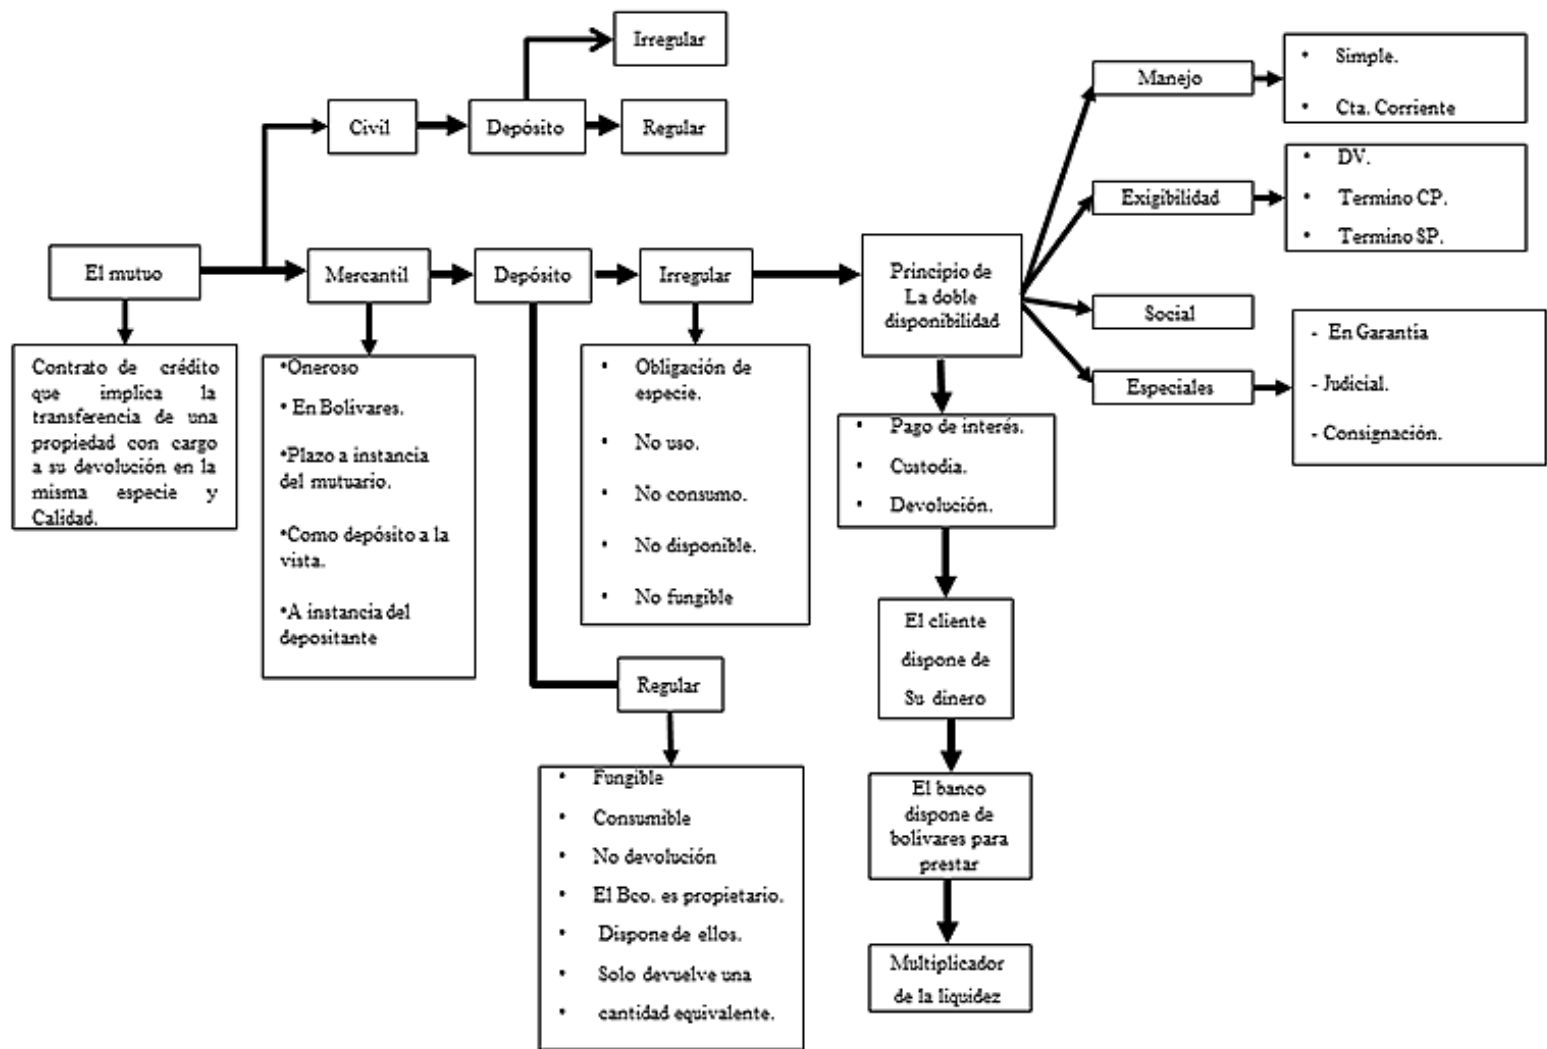 Irregular
Civil
Depósito
Regular
Manejo
• Simple.
• Cta. Corriente
Exigibilidad
• DV.
• Termino CP.
• Termino SP.
El mutuo
Mercantil
Depósito
Irregular
Principio de
La doble
disponibilidad
Social
Especiales
- En Garantía
- Judicial.
- Consignación.
Contrato de crédito
que implica la
transferencia de una
propiedad con cargo
a su devolución en la
misma especie y
Calidad.
•Oneroso
• En Bolívares.
•Plazo a instancia
del mutuario.
•Como depósito a la
vista.
•A instancia del
depositante
• Obligación de
especie.
• No uso.
• No consumo.
• No disponible.
• No fungible
• Pago de interés.
• Custodia.
• Devolución.
El cliente
dispone de
Su dinero
Regular
• Fungible
• Consumible
• No devolución
• El Bco. es propietario.
• Dispone de ellos.
• Solo devuelve una
• cantidad equivalente.
El banco
dispone de
bolívares para
prestar
Multiplicador
de la liquidez